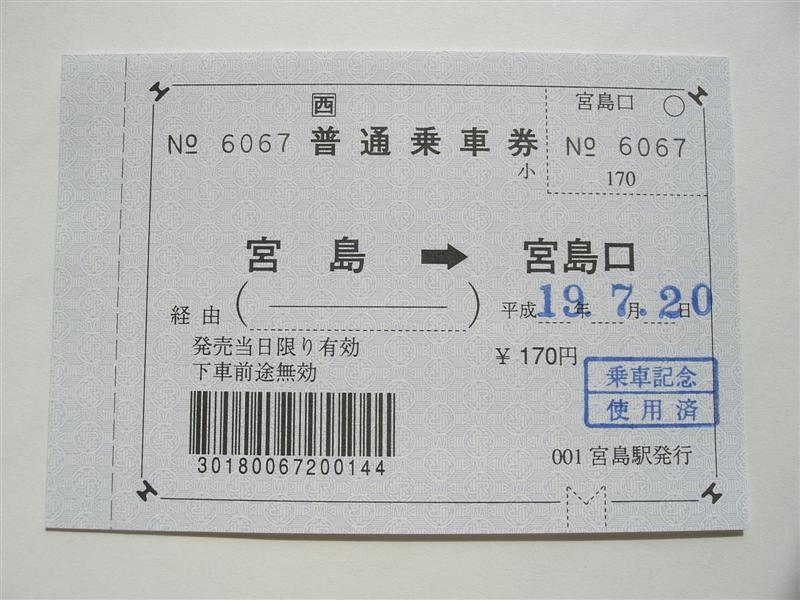 西
No 6067 普通乗車券
小
宮島口
No 6067
170
宮島 → 宮島口
経由 ( )
平成19年7月20日
発売当日限り有効
下車前途無効
¥170円
乗車記念
使用済
30180067200144
001 宮島駅発行